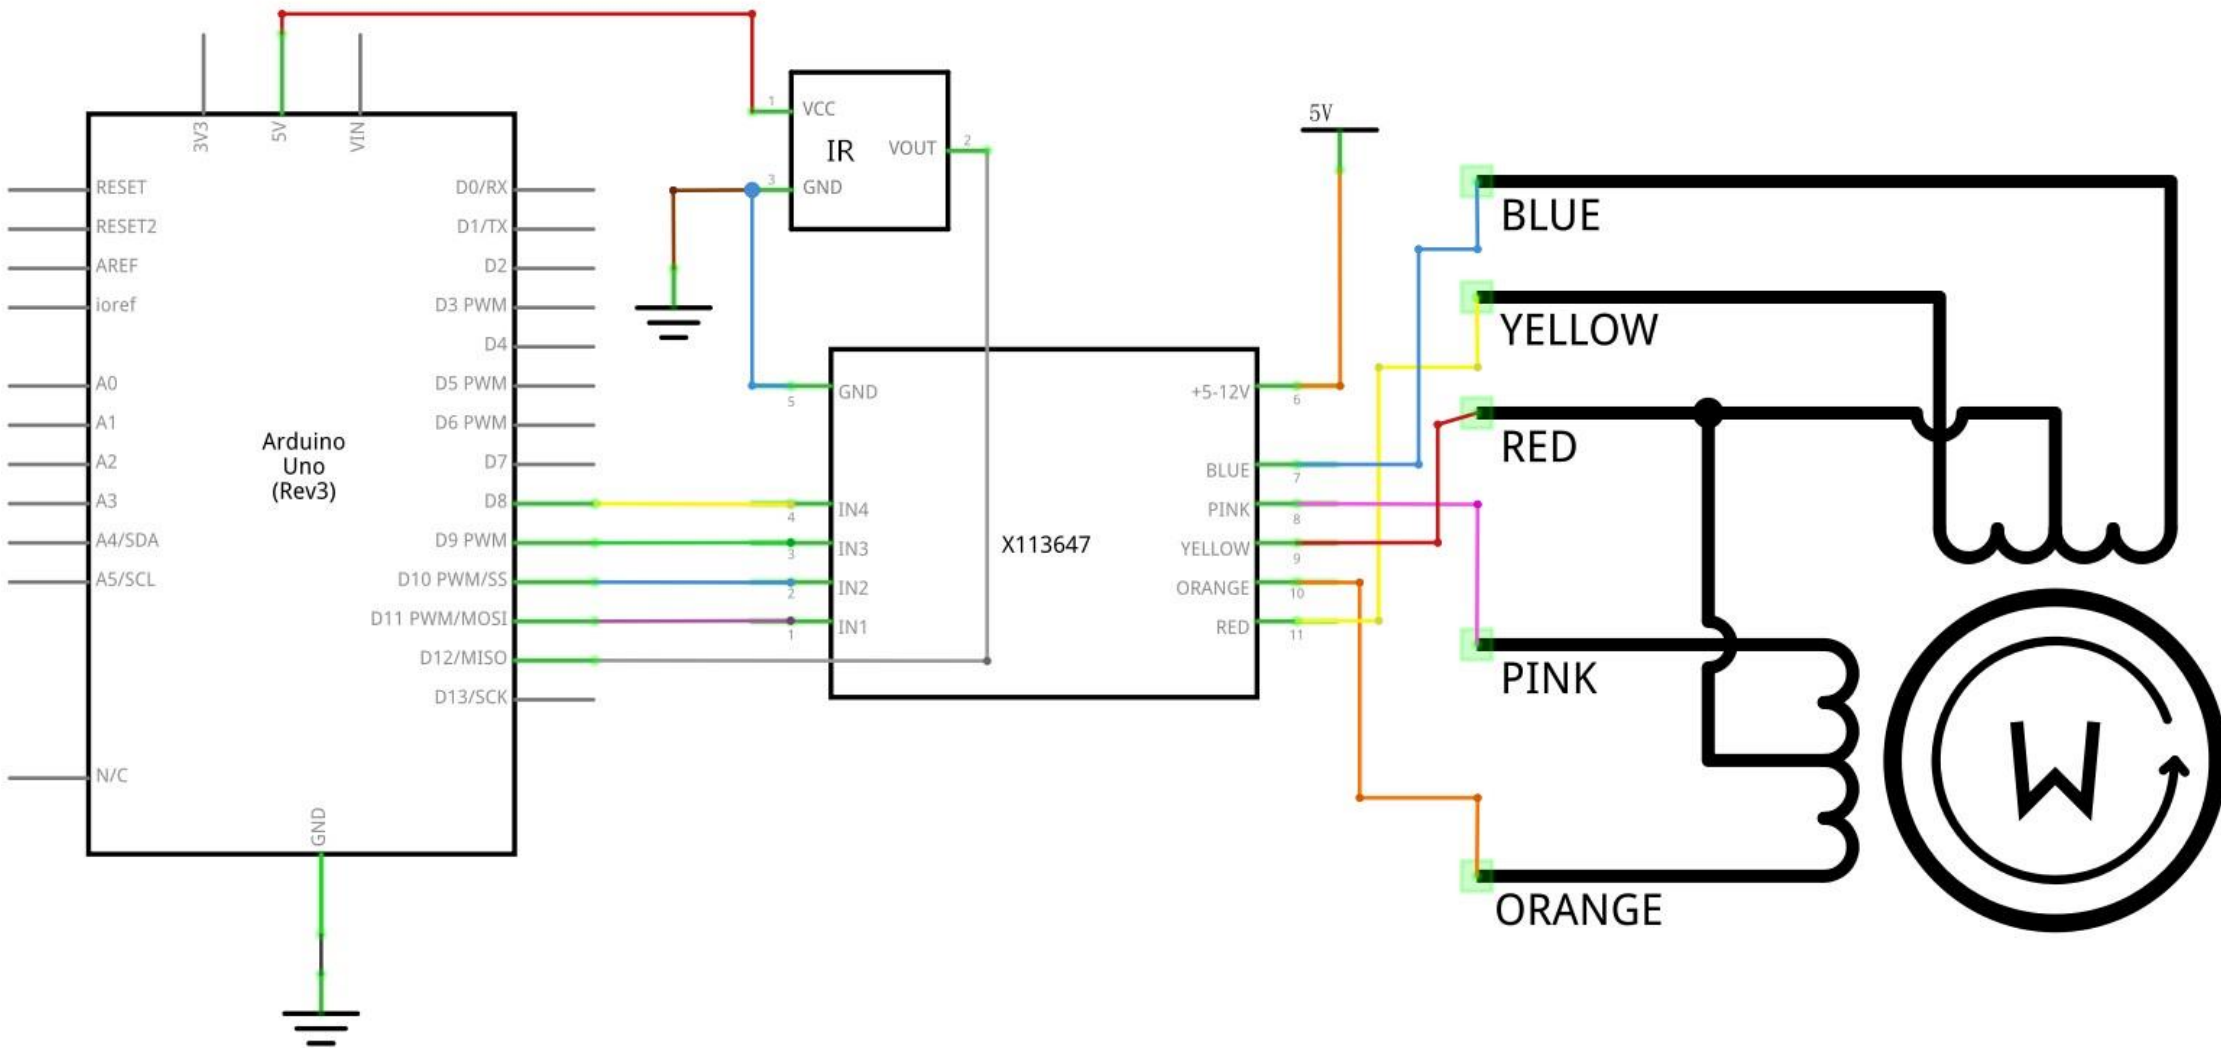 3V3
5V
VIN
RESET
RESET2
AREF
ioref
A0
A1
A2
A3
A4/SDA
A5/SCL
N/C
Arduino
Uno
(Rev3)
D0/RX
D1/TX
D2
D3 PWM
D4
D5 PWM
D6 PWM
D7
D8
D9 PWM
D10 PWM/SS
D11 PWM/MOSI
D12/MISO
D13/SCK
GND
1 VCC
IR
VOUT 2
3 GND
GND
5
IN4
4
IN3
3
IN2
2
IN1
1
X113647
+5-12V
6
BLUE
7
PINK
8
YELLOW
9
ORANGE
10
RED
11
5V
BLUE
YELLOW
RED
PINK
ORANGE
M